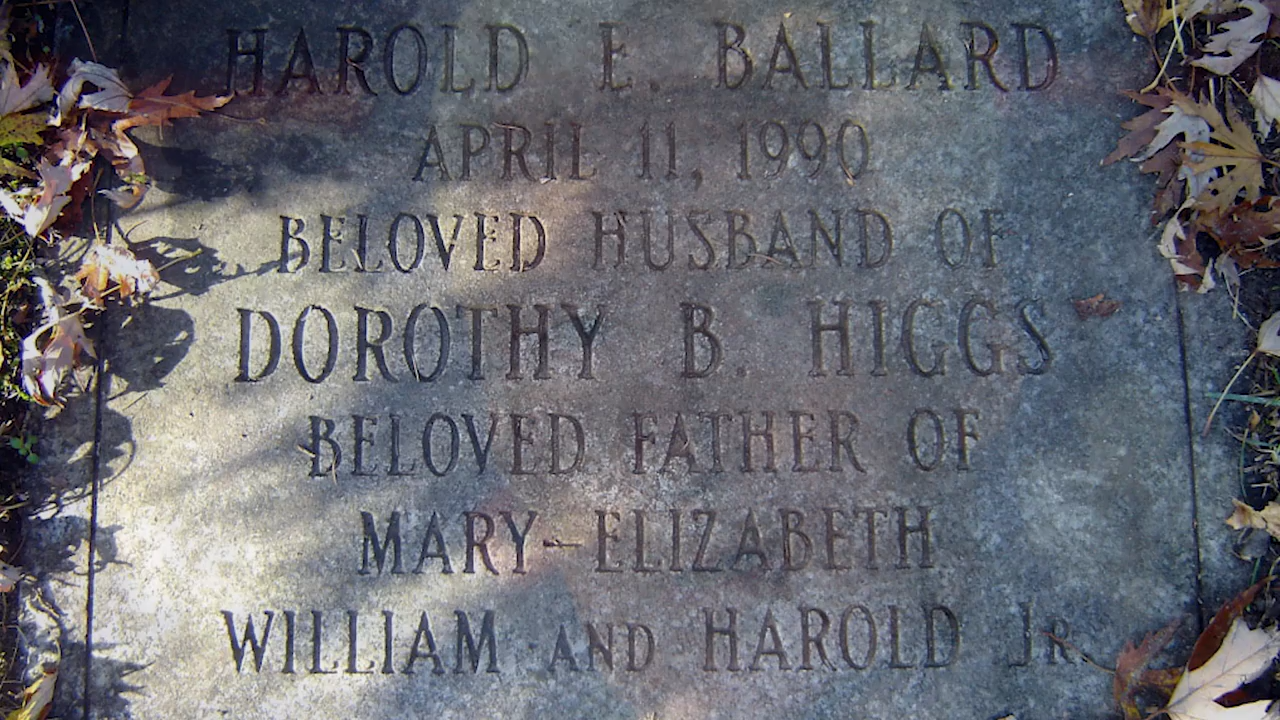 HAROLD E. BALLARD
APRIL 11, 1990
BELOVED HUSBAND OF
DOROTHY B. HIGGS
BELOVED FATHER OF
MARY-ELIZABETH
WILLIAM AND HAROLD JR.